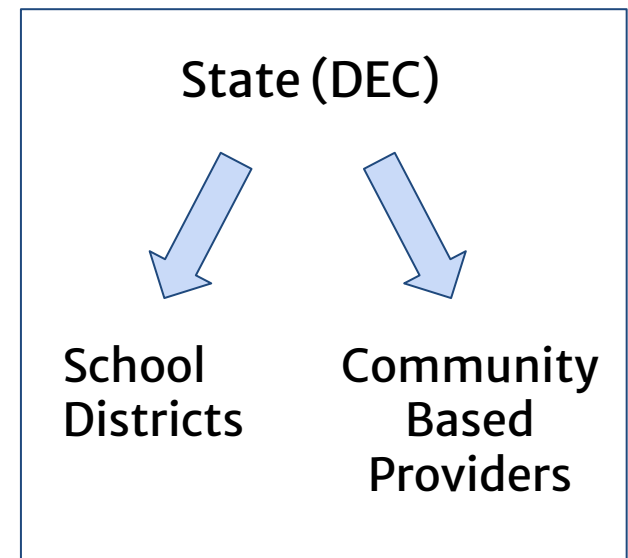 State (DEC)
School
Districts
Community
Based
Providers